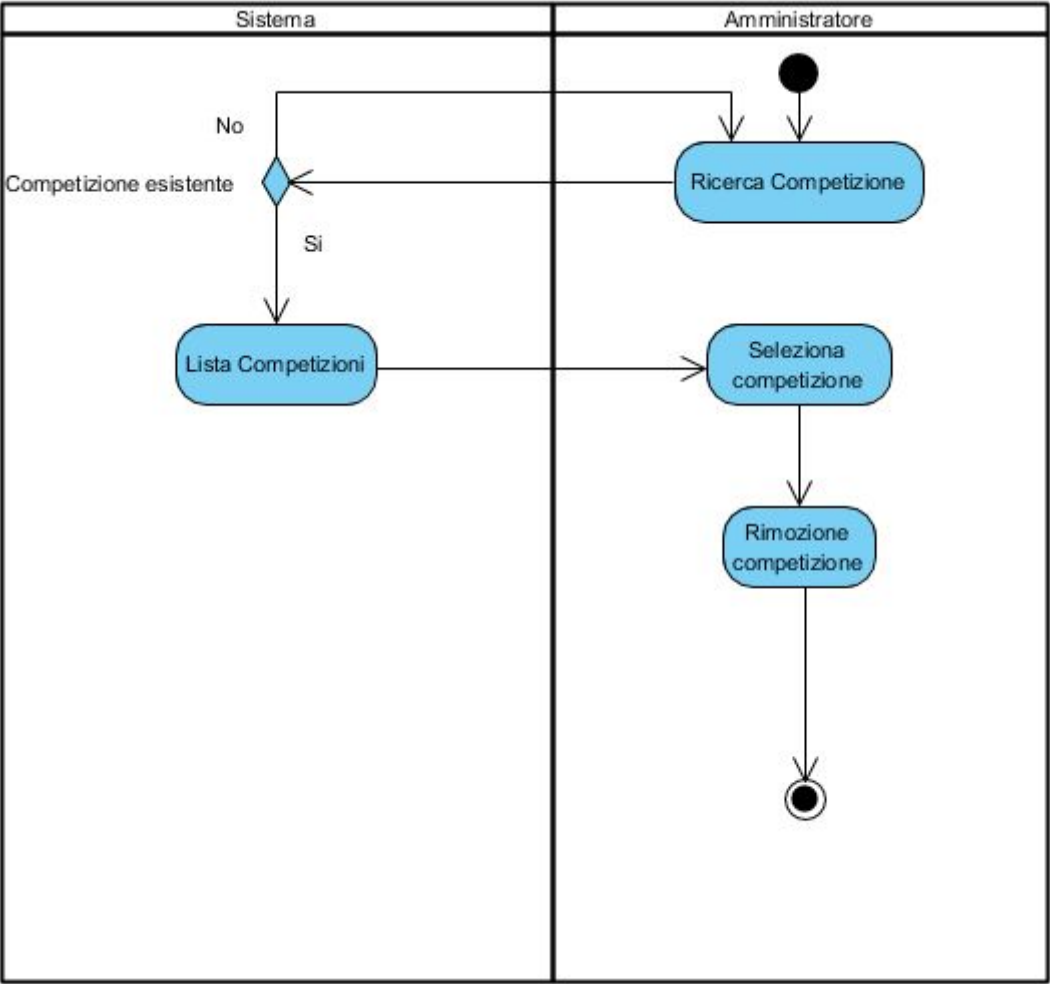 Sistema
Amministratore
No
Competizione esistente
Ricerca Competizione
Si
Lista Competizioni
Seleziona
competizione
Rimozione
competizione